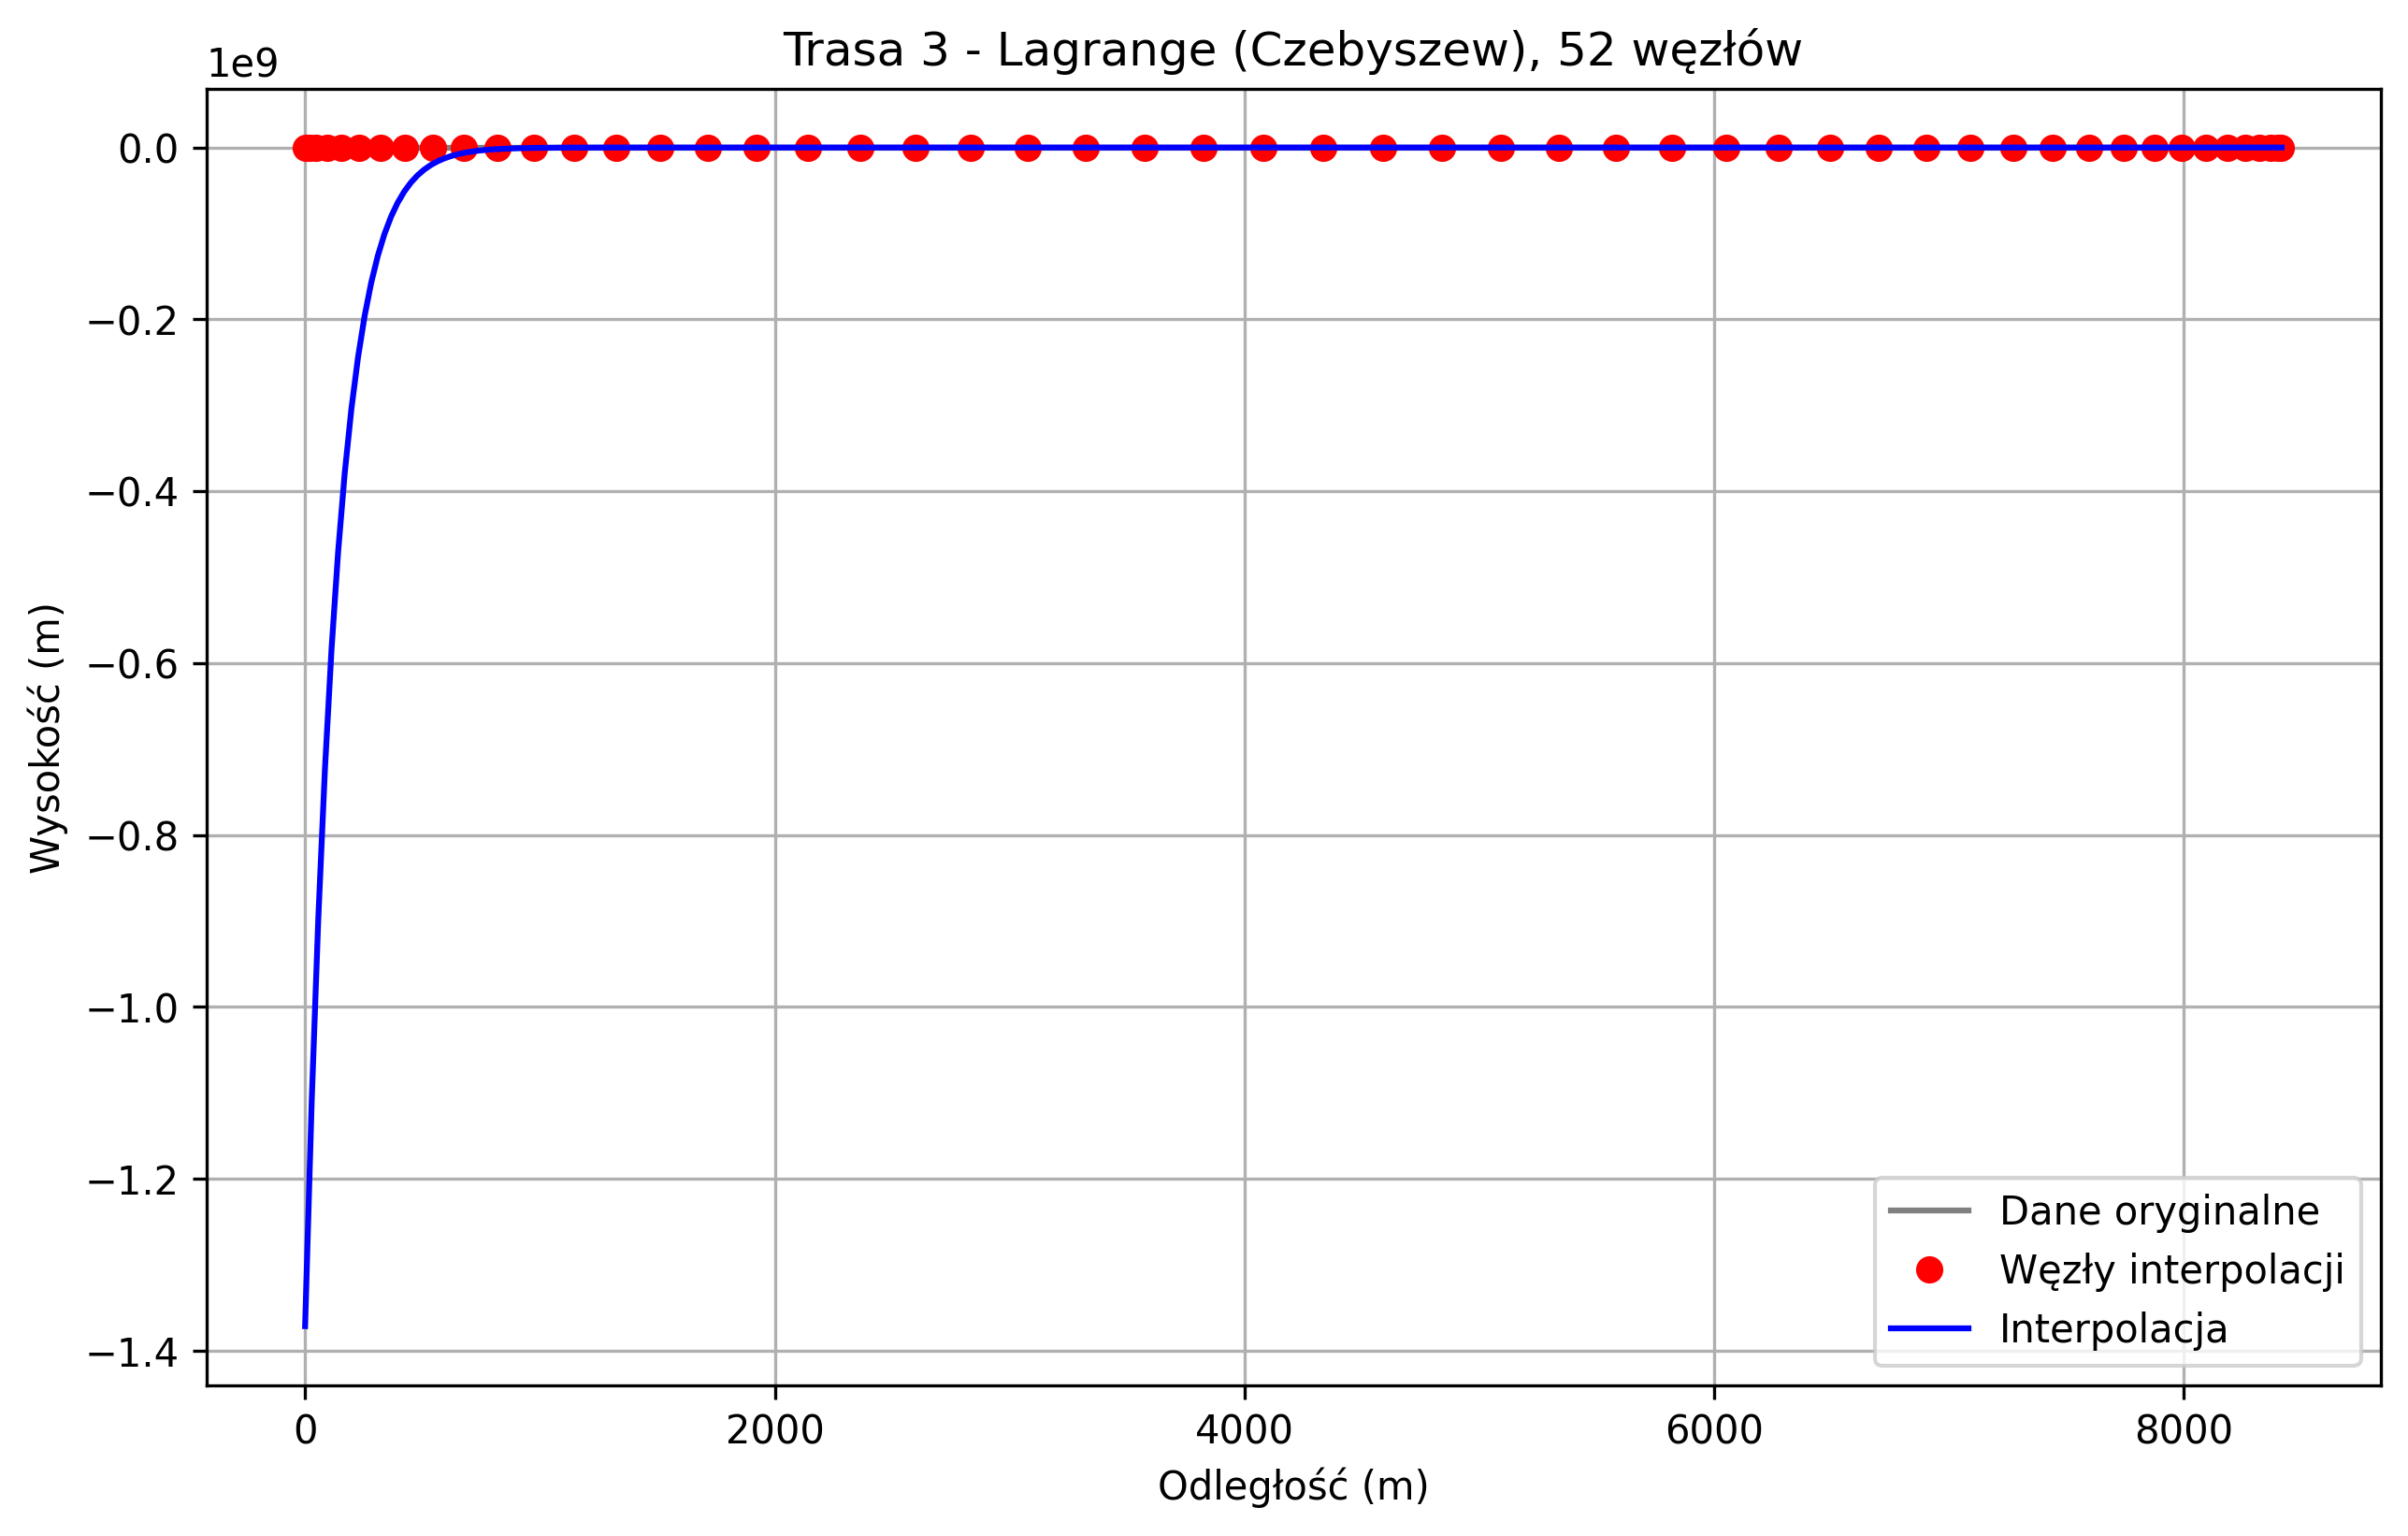 Trasa 3 - Lagrange (Czebyszew), 52 węzłów
1e9
0.0
−0.2
−0.4
−0.6
−0.8
−1.0
−1.2
−1.4
Wysokość (m)
0 2000 4000 6000 8000
Odległość (m)
Dane oryginalne
Węzły interpolacji
Interpolacja